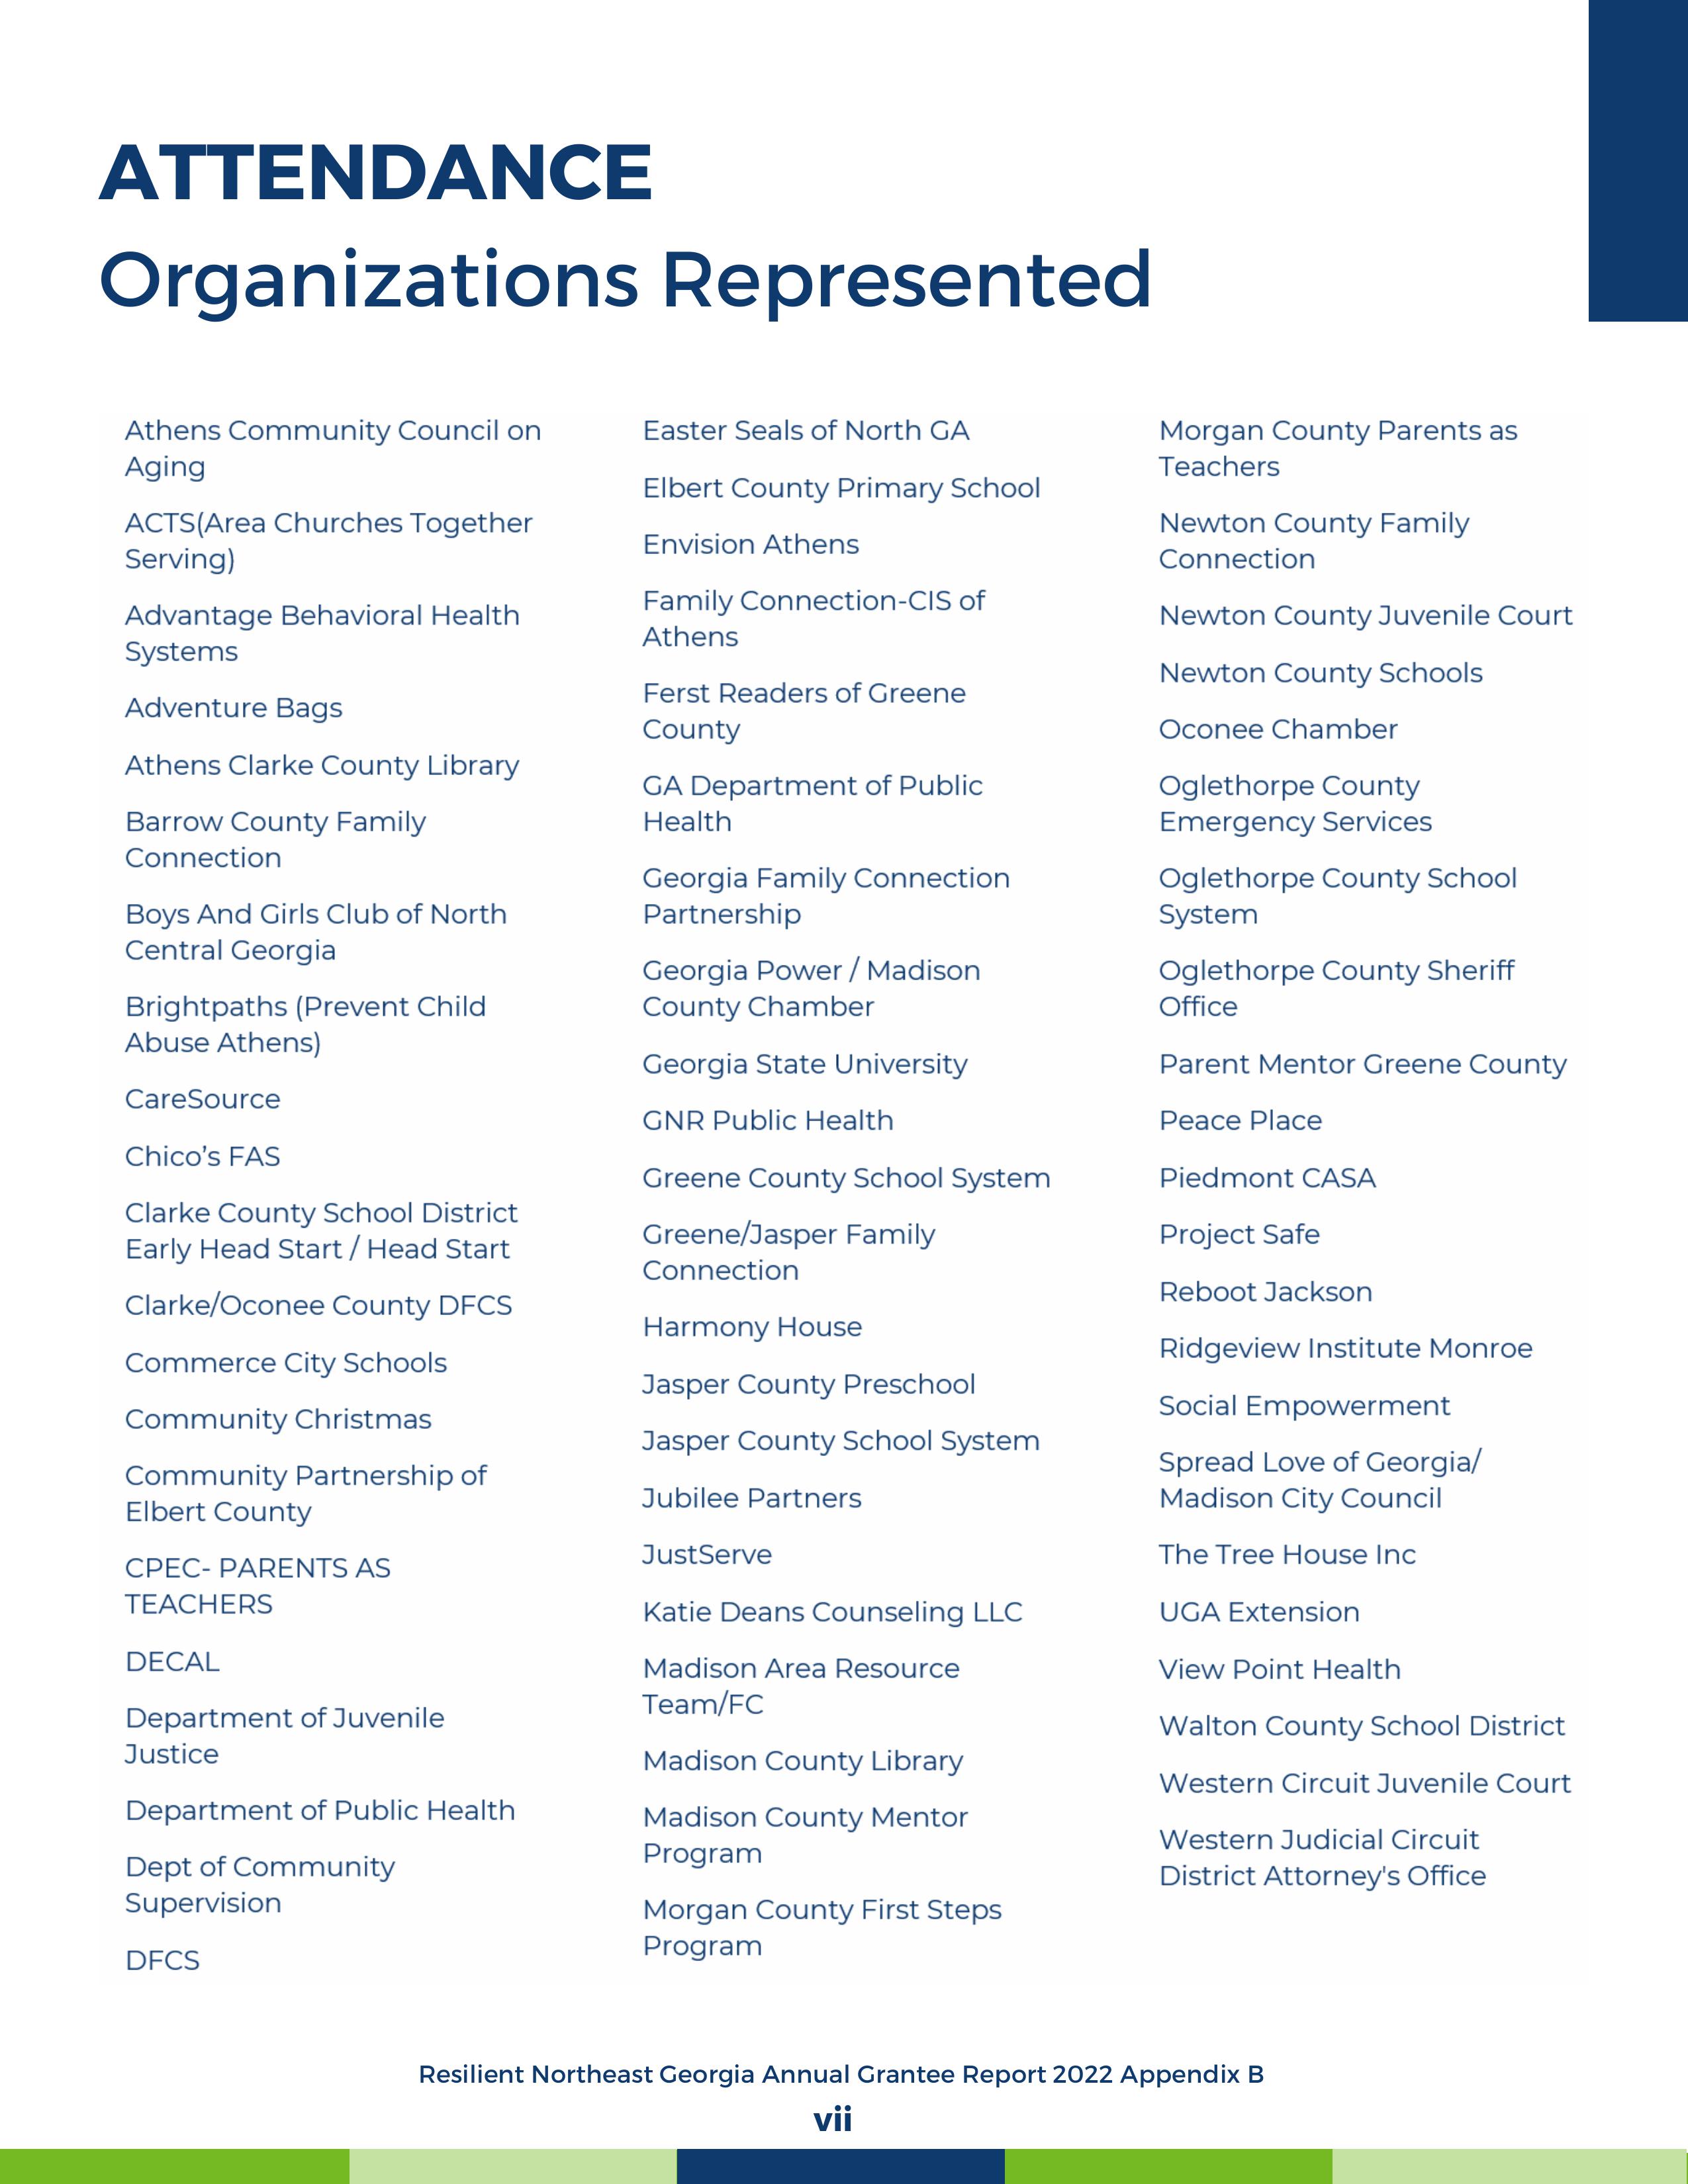 ATTENDANCE
Organizations Represented
Athens Community Council on
Aging
ACTS(Area Churches Together
Serving)
Advantage Behavioral Health
Systems
Adventure Bags
Athens Clarke County Library
Barrow County Family
Connection
Boys And Girls Club of North
Central Georgia
Brightpaths (Prevent Child
Abuse Athens)
CareSource
Chico’s FAS
Clarke County School District
Early Head Start / Head Start
Clarke/Oconee County DFCS
Commerce City Schools
Community Christmas
Community Partnership of
Elbert County
CPEC- PARENTS AS
TEACHERS
DECAL
Department of Juvenile
Justice
Department of Public Health
Dept of Community
Supervision
DFCS
Easter Seals of North GA
Elbert County Primary School
Envision Athens
Family Connection-CIS of
Athens
Ferst Readers of Greene
County
GA Department of Public
Health
Georgia Family Connection
Partnership
Georgia Power / Madison
County Chamber
Georgia State University
GNR Public Health
Greene County School System
Greene/Jasper Family
Connection
Harmony House
Jasper County Preschool
Jasper County School System
Jubilee Partners
JustServe
Katie Deans Counseling LLC
Madison Area Resource
Team/FC
Madison County Library
Madison County Mentor
Program
Morgan County First Steps
Program
Morgan County Parents as
Teachers
Newton County Family
Connection
Newton County Juvenile Court
Newton County Schools
Oconee Chamber
Oglethorpe County
Emergency Services
Oglethorpe County School
System
Oglethorpe County Sheriff
Office
Parent Mentor Greene County
Peace Place
Piedmont CASA
Project Safe
Reboot Jackson
Ridgeview Institute Monroe
Social Empowerment
Spread Love of Georgia/
Madison City Council
The Tree House Inc
UGA Extension
View Point Health
Walton County School District
Western Circuit Juvenile Court
Western Judicial Circuit
District Attorney's Office
Resilient Northeast Georgia Annual Grantee Report 2022 Appendix B
vii